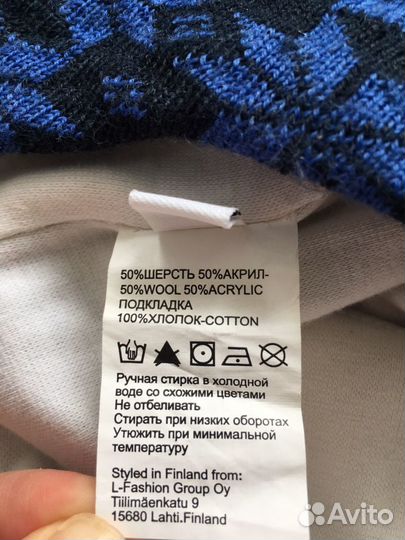 50%ШЕРСТЬ 50%АКРИЛ-
50%WOOL 50%ACRYLIC
ПОДКЛАДКА
100%ХЛОПОК-COTTON
Ручная стирка в холодной
воде со схожими цветами
Не отбеливать
Стирать при низких оборотах
Утюжить при минимальной
температуре
Styled in Finland from:
L-Fashion Group Oy
Tiilimäenkatu 9
15680 Lahti.Finland
Avito